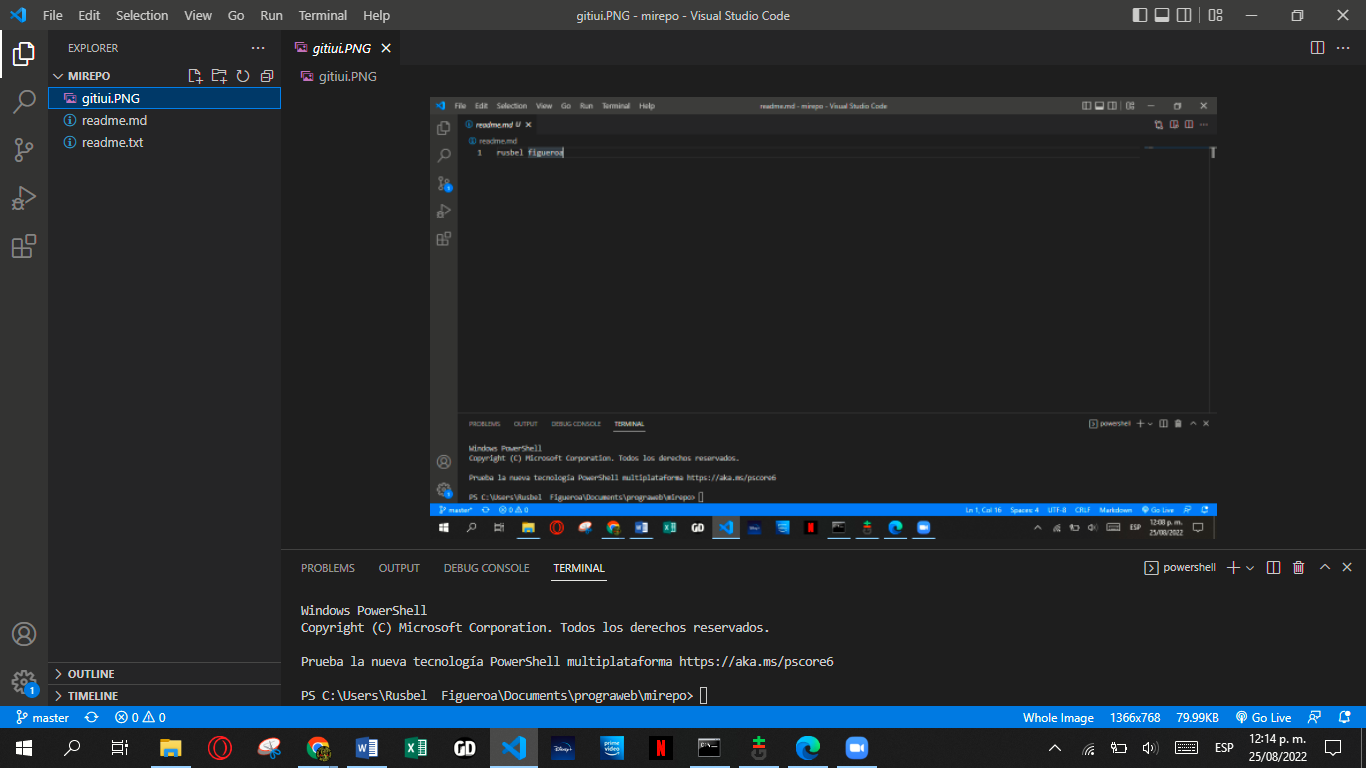 File Edit Selection View Go Run Terminal Help gitiui.PNG - mirepo - Visual Studio Code
EXPLORER
MIREPO
gitiui.PNG
readme.md
readme.txt
OUTLINE
TIMELINE
gitiui.PNG
gitiui.PNG
File Edit Selection View Go Run Terminal Help readme.md - mirepo - Visual Studio Code
readme.md U
readme.md
1 rusbel figueroa
PROBLEMS OUTPUT DEBUG CONSOLE TERMINAL
powershell
Windows PowerShell
Copyright (C) Microsoft Corporation. Todos los derechos reservados.
Prueba la nueva tecnología PowerShell multiplataforma https://aka.ms/pscore6
PS C:\Users\Rusbel  Figueroa\Documents\prograweb\mirepo>
master* 0 0 Ln 1, Col 16 Spaces: 4 UTF-8 CRLF Markdown Go Live
ESP 12:08 p. m.
25/08/2022
PROBLEMS OUTPUT DEBUG CONSOLE TERMINAL
powershell
Windows PowerShell
Copyright (C) Microsoft Corporation. Todos los derechos reservados.
Prueba la nueva tecnología PowerShell multiplataforma https://aka.ms/pscore6
PS C:\Users\Rusbel  Figueroa\Documents\prograweb\mirepo>
1
master 0 0 Whole Image 1366x768 79.99KB Go Live
GD Disney+ prime video N ESP 12:14 p. m.
25/08/2022